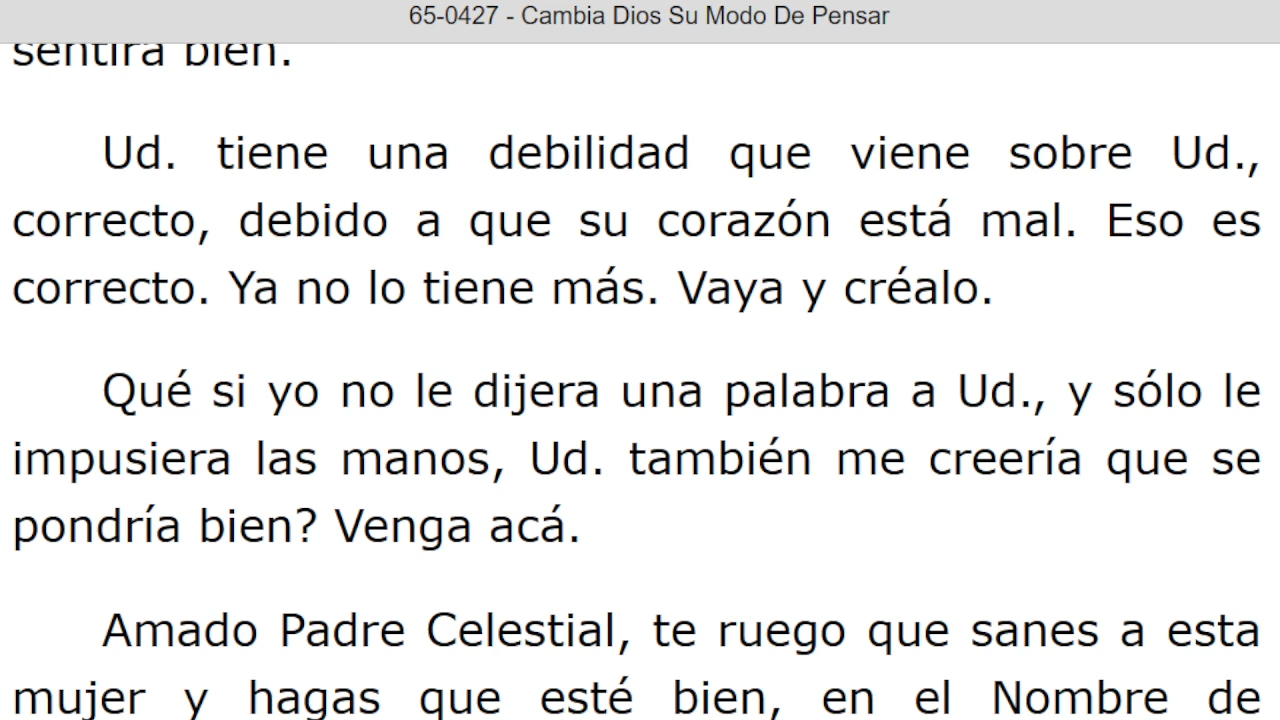 65-0427 - Cambia Dios Su Modo De Pensar
sentirá bien.
Ud. tiene una debilidad que viene sobre Ud.,
correcto, debido a que su corazón está mal. Eso es
correcto. Ya no lo tiene más. Vaya y créalo.
Qué si yo no le dijera una palabra a Ud., y sólo le
impusiera las manos, Ud. también me creería que se
pondría bien? Venga acá.
Amado Padre Celestial, te ruego que sanes a esta
mujer y hagas que esté bien, en el Nombre de